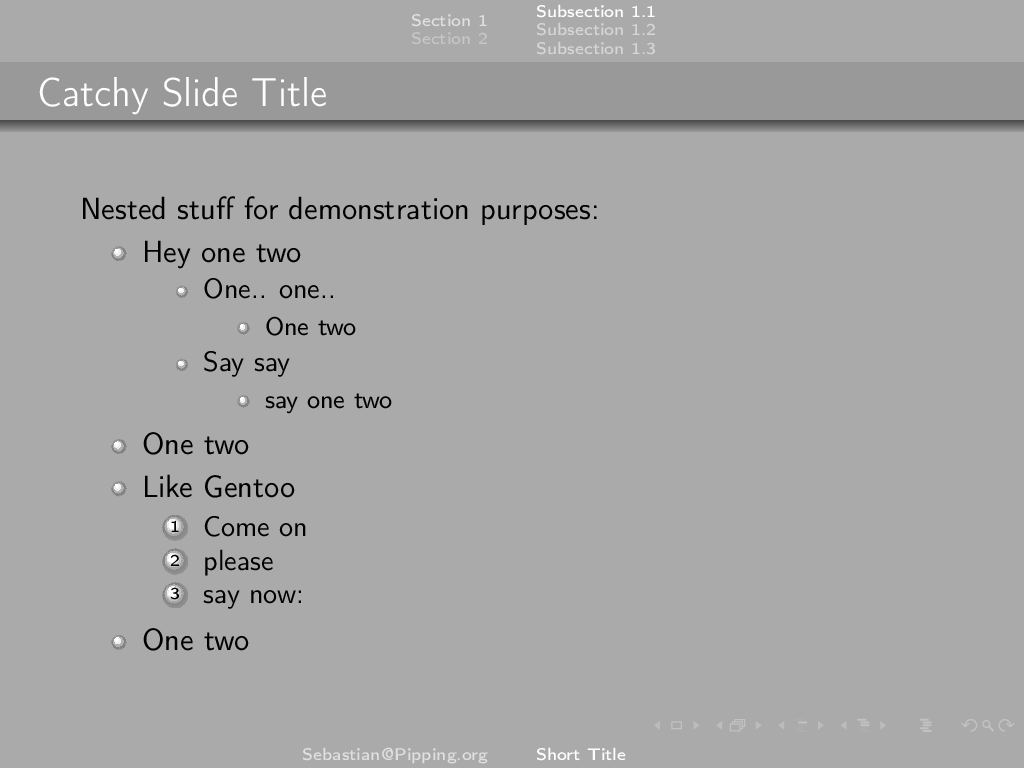 Section 1
Section 2
Subsection 1.1
Subsection 1.2
Subsection 1.3
Catchy Slide Title
Nested stuff for demonstration purposes:
Hey one two
One.. one..
One two
Say say
say one two
One two
Like Gentoo
1 Come on
2 please
3 say now:
One two
Sebastian@Pipping.org Short Title